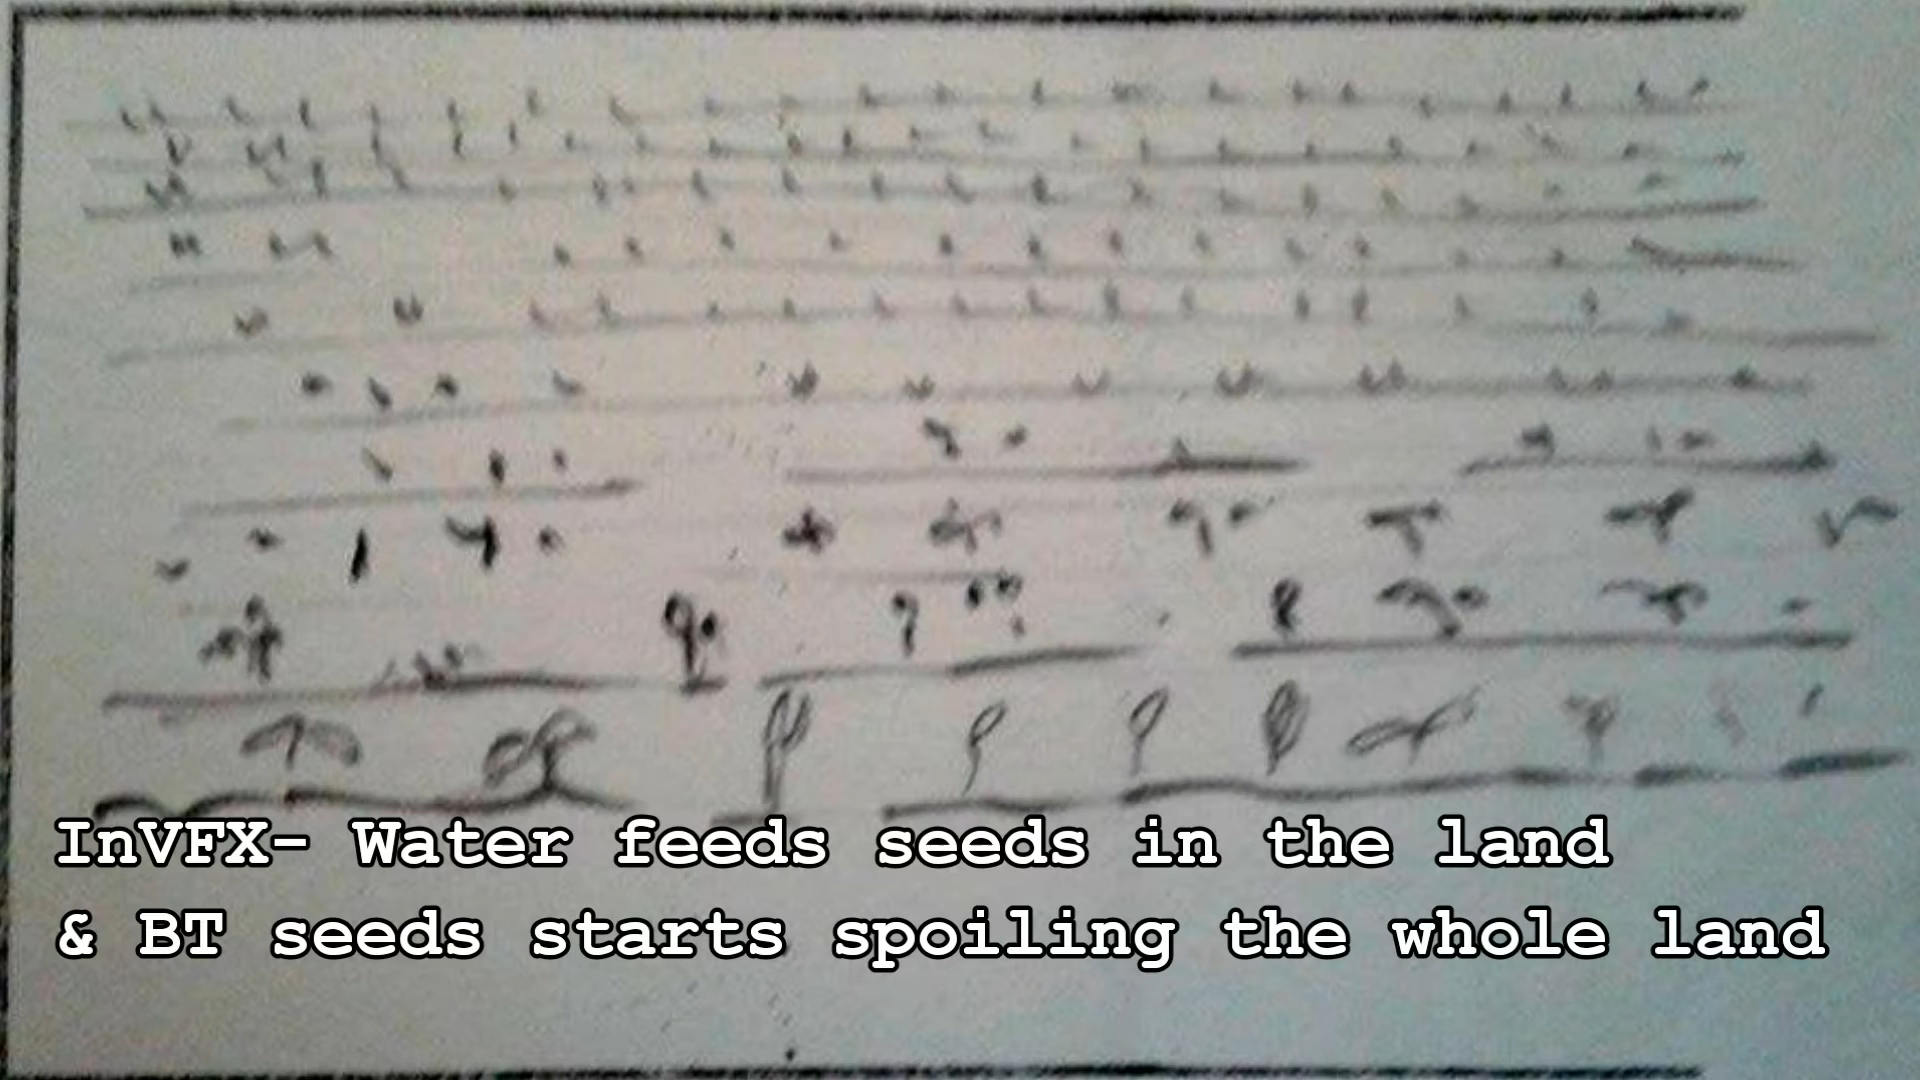 InVFX- Water feeds seeds in the land
& BT seeds starts spoiling the whole land